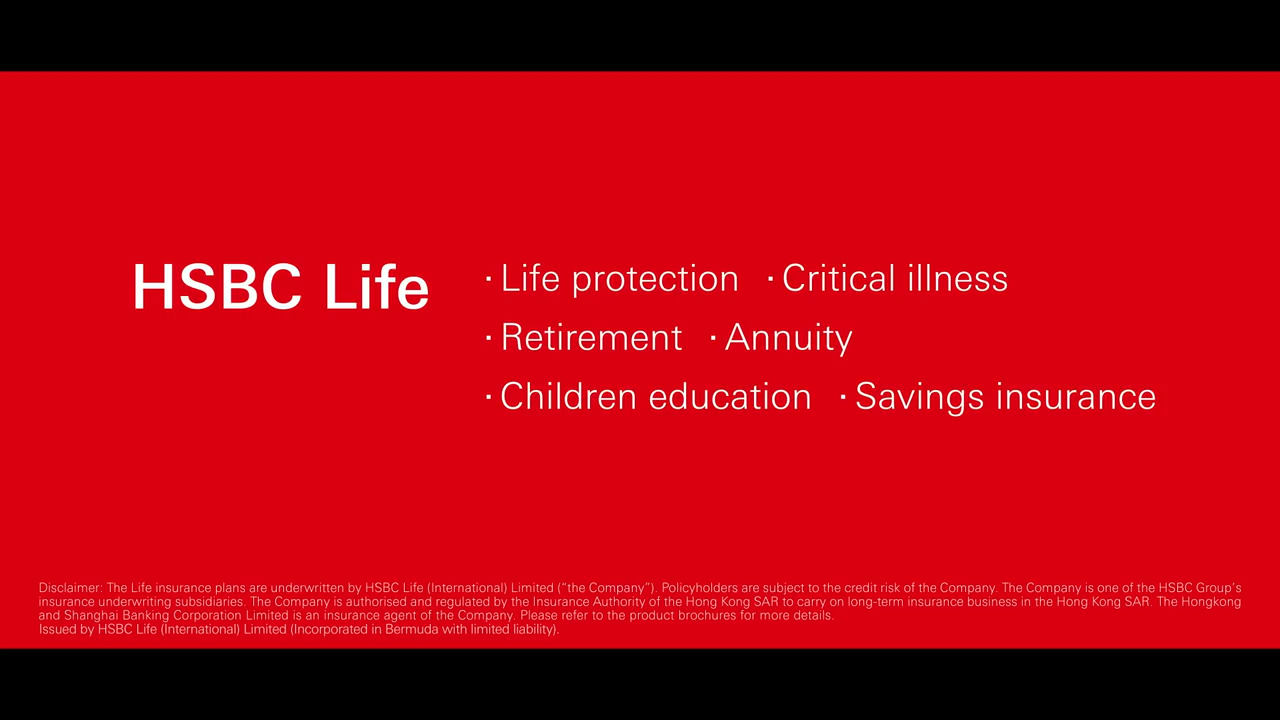 HSBC Life
· Life protection · Critical illness
· Retirement · Annuity
· Children education · Savings insurance
Disclaimer: The Life insurance plans are underwritten by HSBC Life (International) Limited (“the Company”). Policyholders are subject to the credit risk of the Company. The Company is one of the HSBC Group’s
insurance underwriting subsidiaries. The Company is authorised and regulated by the Insurance Authority of the Hong Kong SAR to carry on long-term insurance business in the Hong Kong SAR. The Hongkong
and Shanghai Banking Corporation Limited is an insurance agent of the Company. Please refer to the product brochures for more details.
Issued by HSBC Life (International) Limited (Incorporated in Bermuda with limited liability).